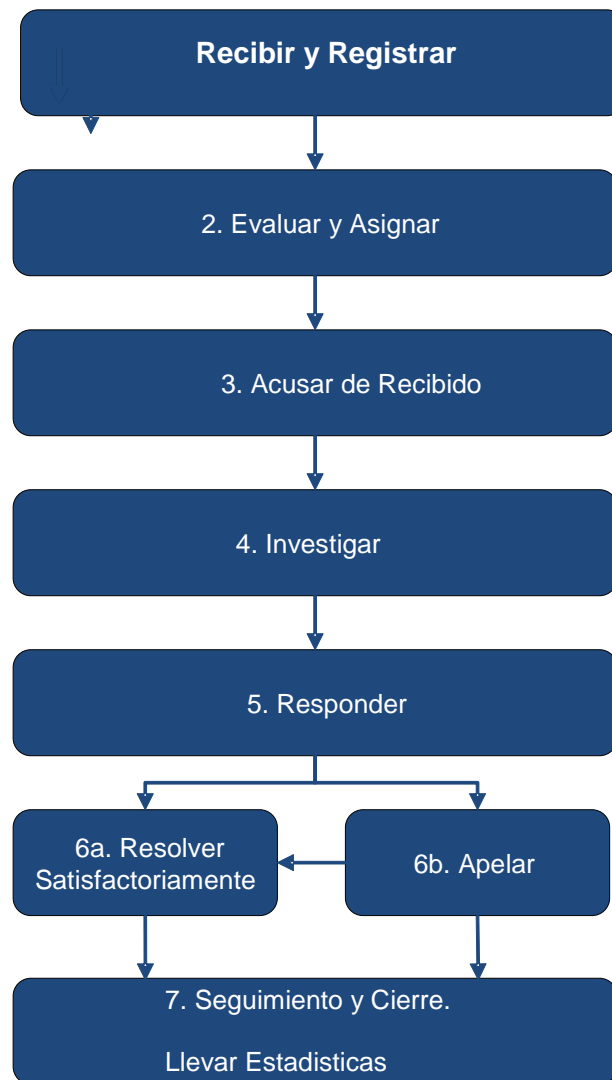 Recibir y Registrar
2. Evaluar y Asignar
3. Acusar de Recibido
4. Investigar
5. Responder
6a. Resolver
Satisfactoriamente
6b. Apelar
7. Seguimiento y Cierre.
Llevar Estadisticas